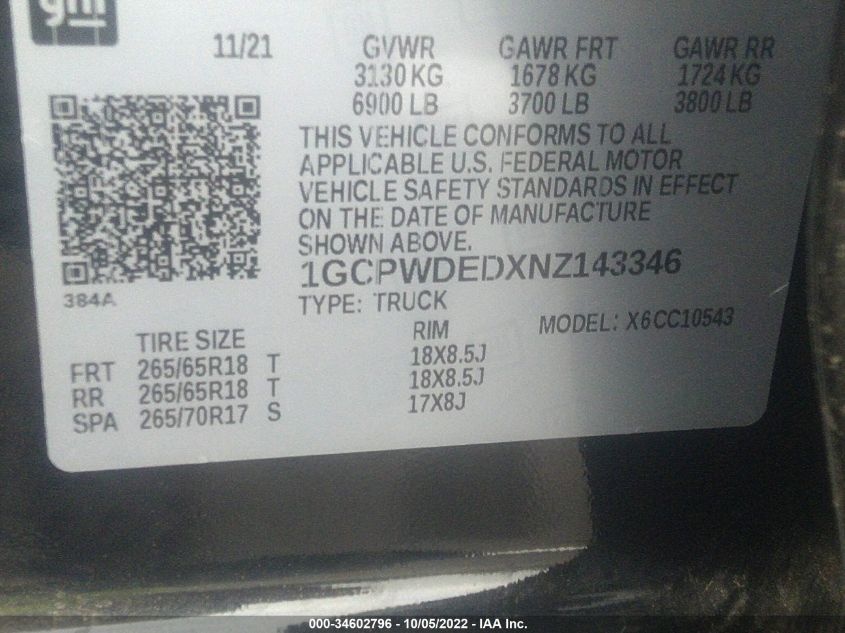 gm
11/21 GVWR GAWR FRT GAWR RR
3130 KG 1678 KG 1724 KG
6900 LB 3700 LB 3800 LB
THIS VEHICLE CONFORMS TO ALL
APPLICABLE U.S. FEDERAL MOTOR
VEHICLE SAFETY STANDARDS IN EFFECT
ON THE DATE OF MANUFACTURE
SHOWN ABOVE.
1GCPWDEDXNZ143346
384A
TYPE: TRUCK
MODEL: X6CC10543
TIRE SIZE RIM
FRT 265/65R18 T 18X8.5J
RR 265/65R18 T 18X8.5J
SPA 265/70R17 S 17X8J
000-34602796 - 10/05/2022 - IAA Inc.